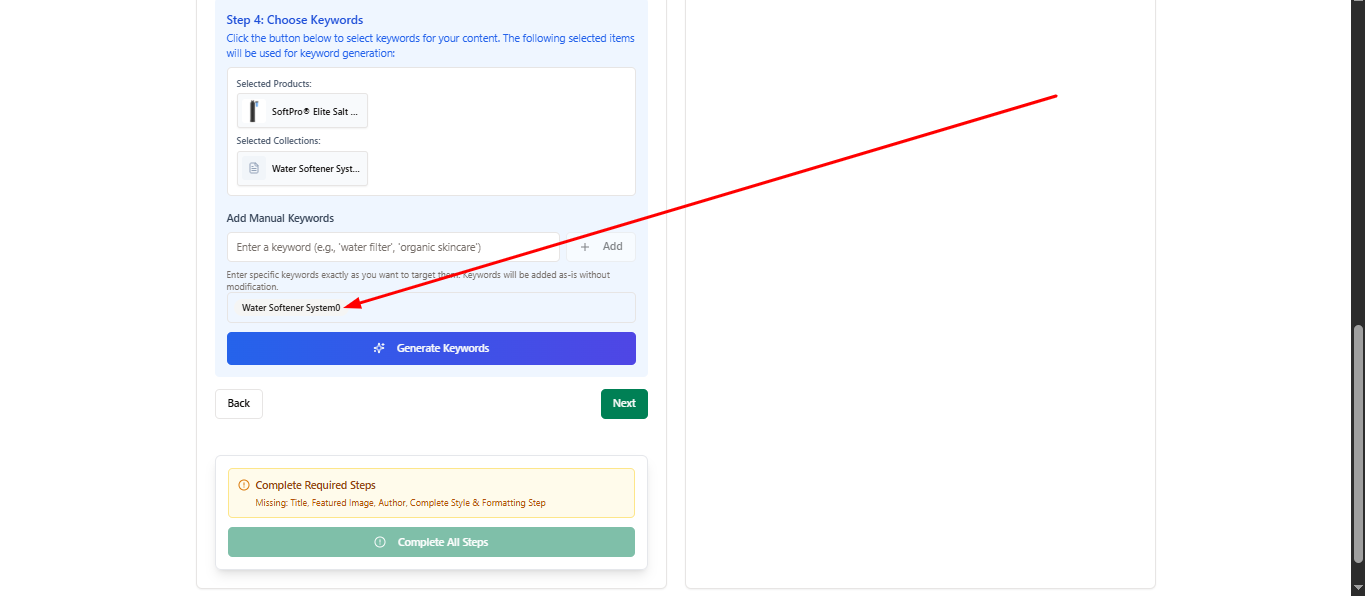 Step 4: Choose Keywords
Click the button below to select keywords for your content. The following selected items
will be used for keyword generation:
Selected Products:
SoftPro® Elite Salt ...
Selected Collections:
Water Softener Syst...
Add Manual Keywords
Enter a keyword (e.g., 'water filter', 'organic skincare')
Add
Enter specific keywords exactly as you want to target them. Keywords will be added as-is without
modification.
Water Softener System0
Generate Keywords
Back
Next
Complete Required Steps
Missing: Title, Featured Image, Author, Complete Style & Formatting Step
Complete All Steps